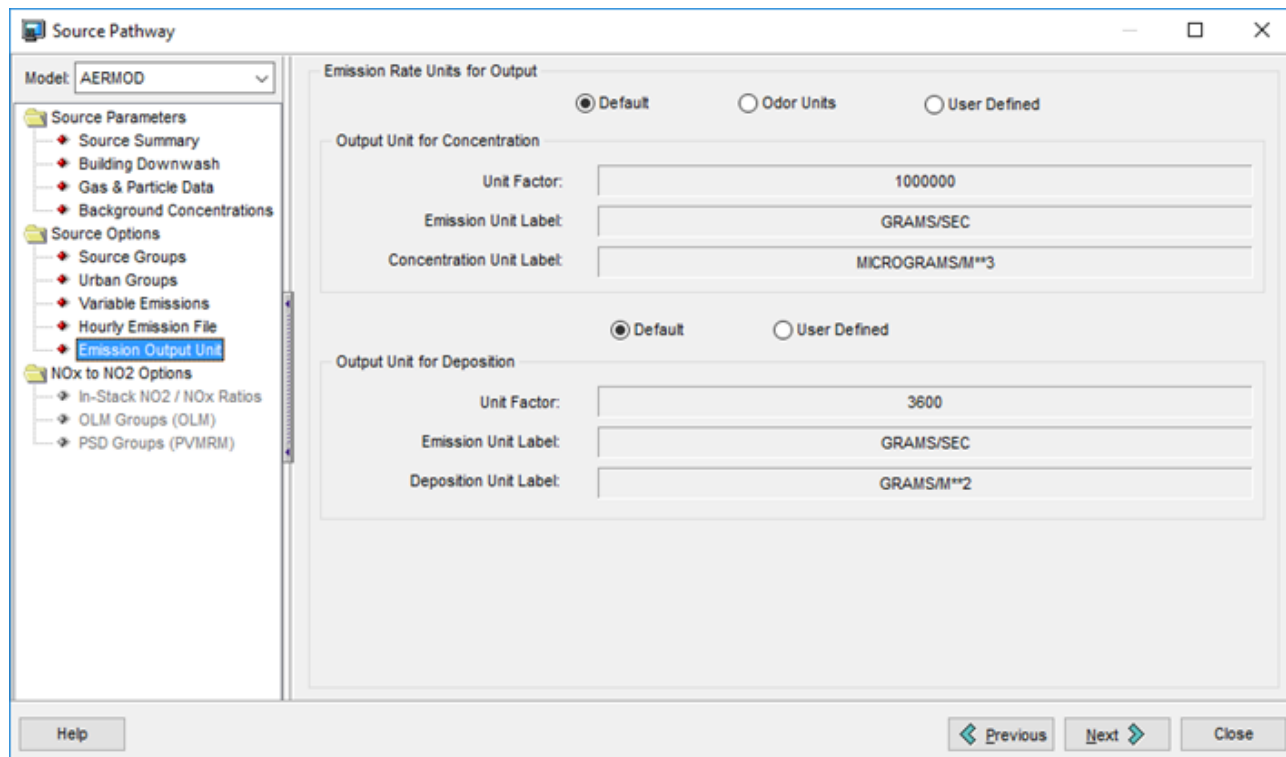 Source Pathway
Model: AERMOD
Source Parameters
Source Summary
Building Downwash
Gas & Particle Data
Background Concentrations
Source Options
Source Groups
Urban Groups
Variable Emissions
Hourly Emission File
Emission Output Unit
NOx to NO2 Options
In-Stack NO2 / NOx Ratios
OLM Groups (OLM)
PSD Groups (PVMRM)
Emission Rate Units for Output
Default Odor Units User Defined
Output Unit for Concentration
Unit Factor: 1000000
Emission Unit Label: GRAMS/SEC
Concentration Unit Label: MICROGRAMS/M**3
Default User Defined
Output Unit for Deposition
Unit Factor: 3600
Emission Unit Label: GRAMS/SEC
Deposition Unit Label: GRAMS/M**2
Help Previous Next Close